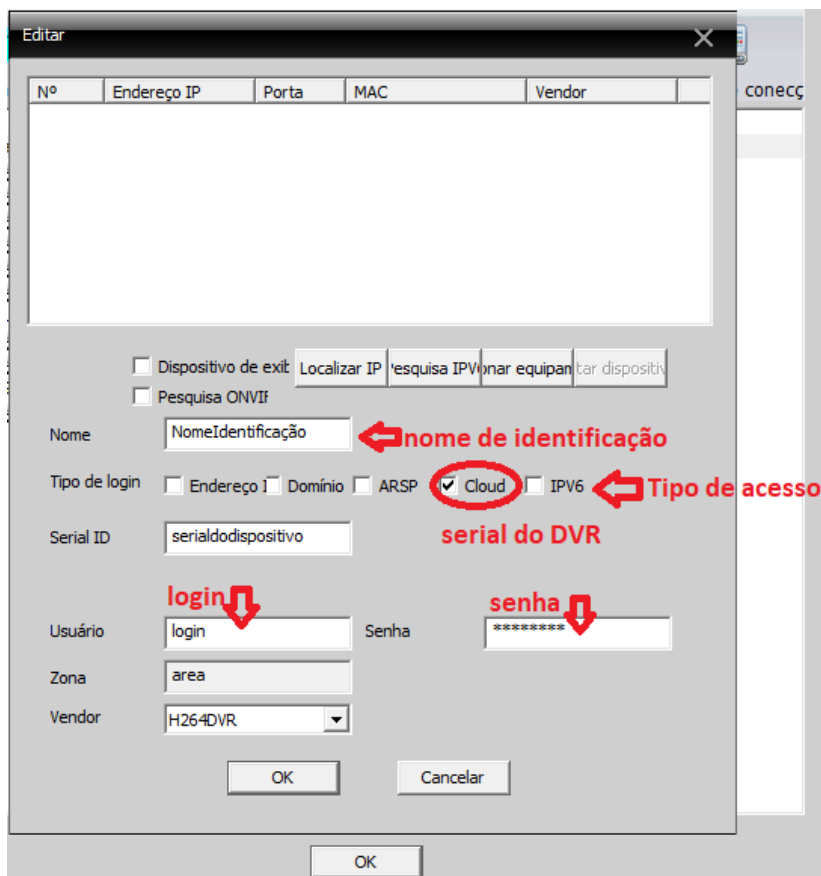 Editar
Nº Endereço IP Porta MAC Vendor
conecç
Dispositivo de exib Localizar IP 'esquisa IPV onar equipan tar dispositiv
Pesquisa ONVIF
Nome NomeIdentificação nome de identificação
Tipo de login Endereço I Domínio ARSP Cloud IPV6 Tipo de acesso
Serial ID serialdodispositivo serial do DVR
login senha
Usuário login Senha ********
Zona area
Vendor H264DVR
OK Cancelar
OK